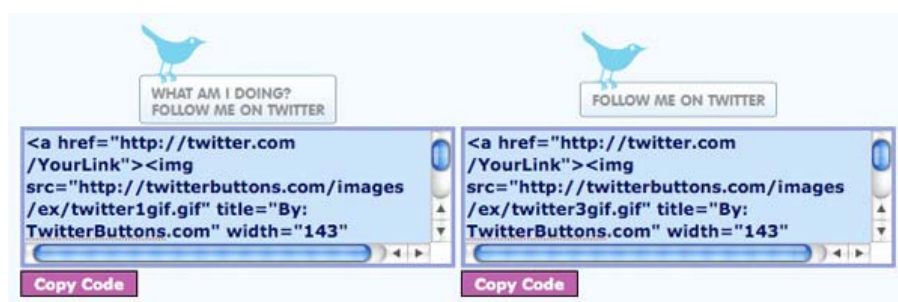 WHAT AM I DOING?
FOLLOW ME ON TWITTER
<a href="http://twitter.com
/YourLink"><img
src="http://twitterbuttons.com/images
/ex/twitter1gif.gif" title="By:
TwitterButtons.com" width="143"
Copy Code
FOLLOW ME ON TWITTER
<a href="http://twitter.com
/YourLink"><img
src="http://twitterbuttons.com/images
/ex/twitter3gif.gif" title="By:
TwitterButtons.com" width="143"
Copy Code